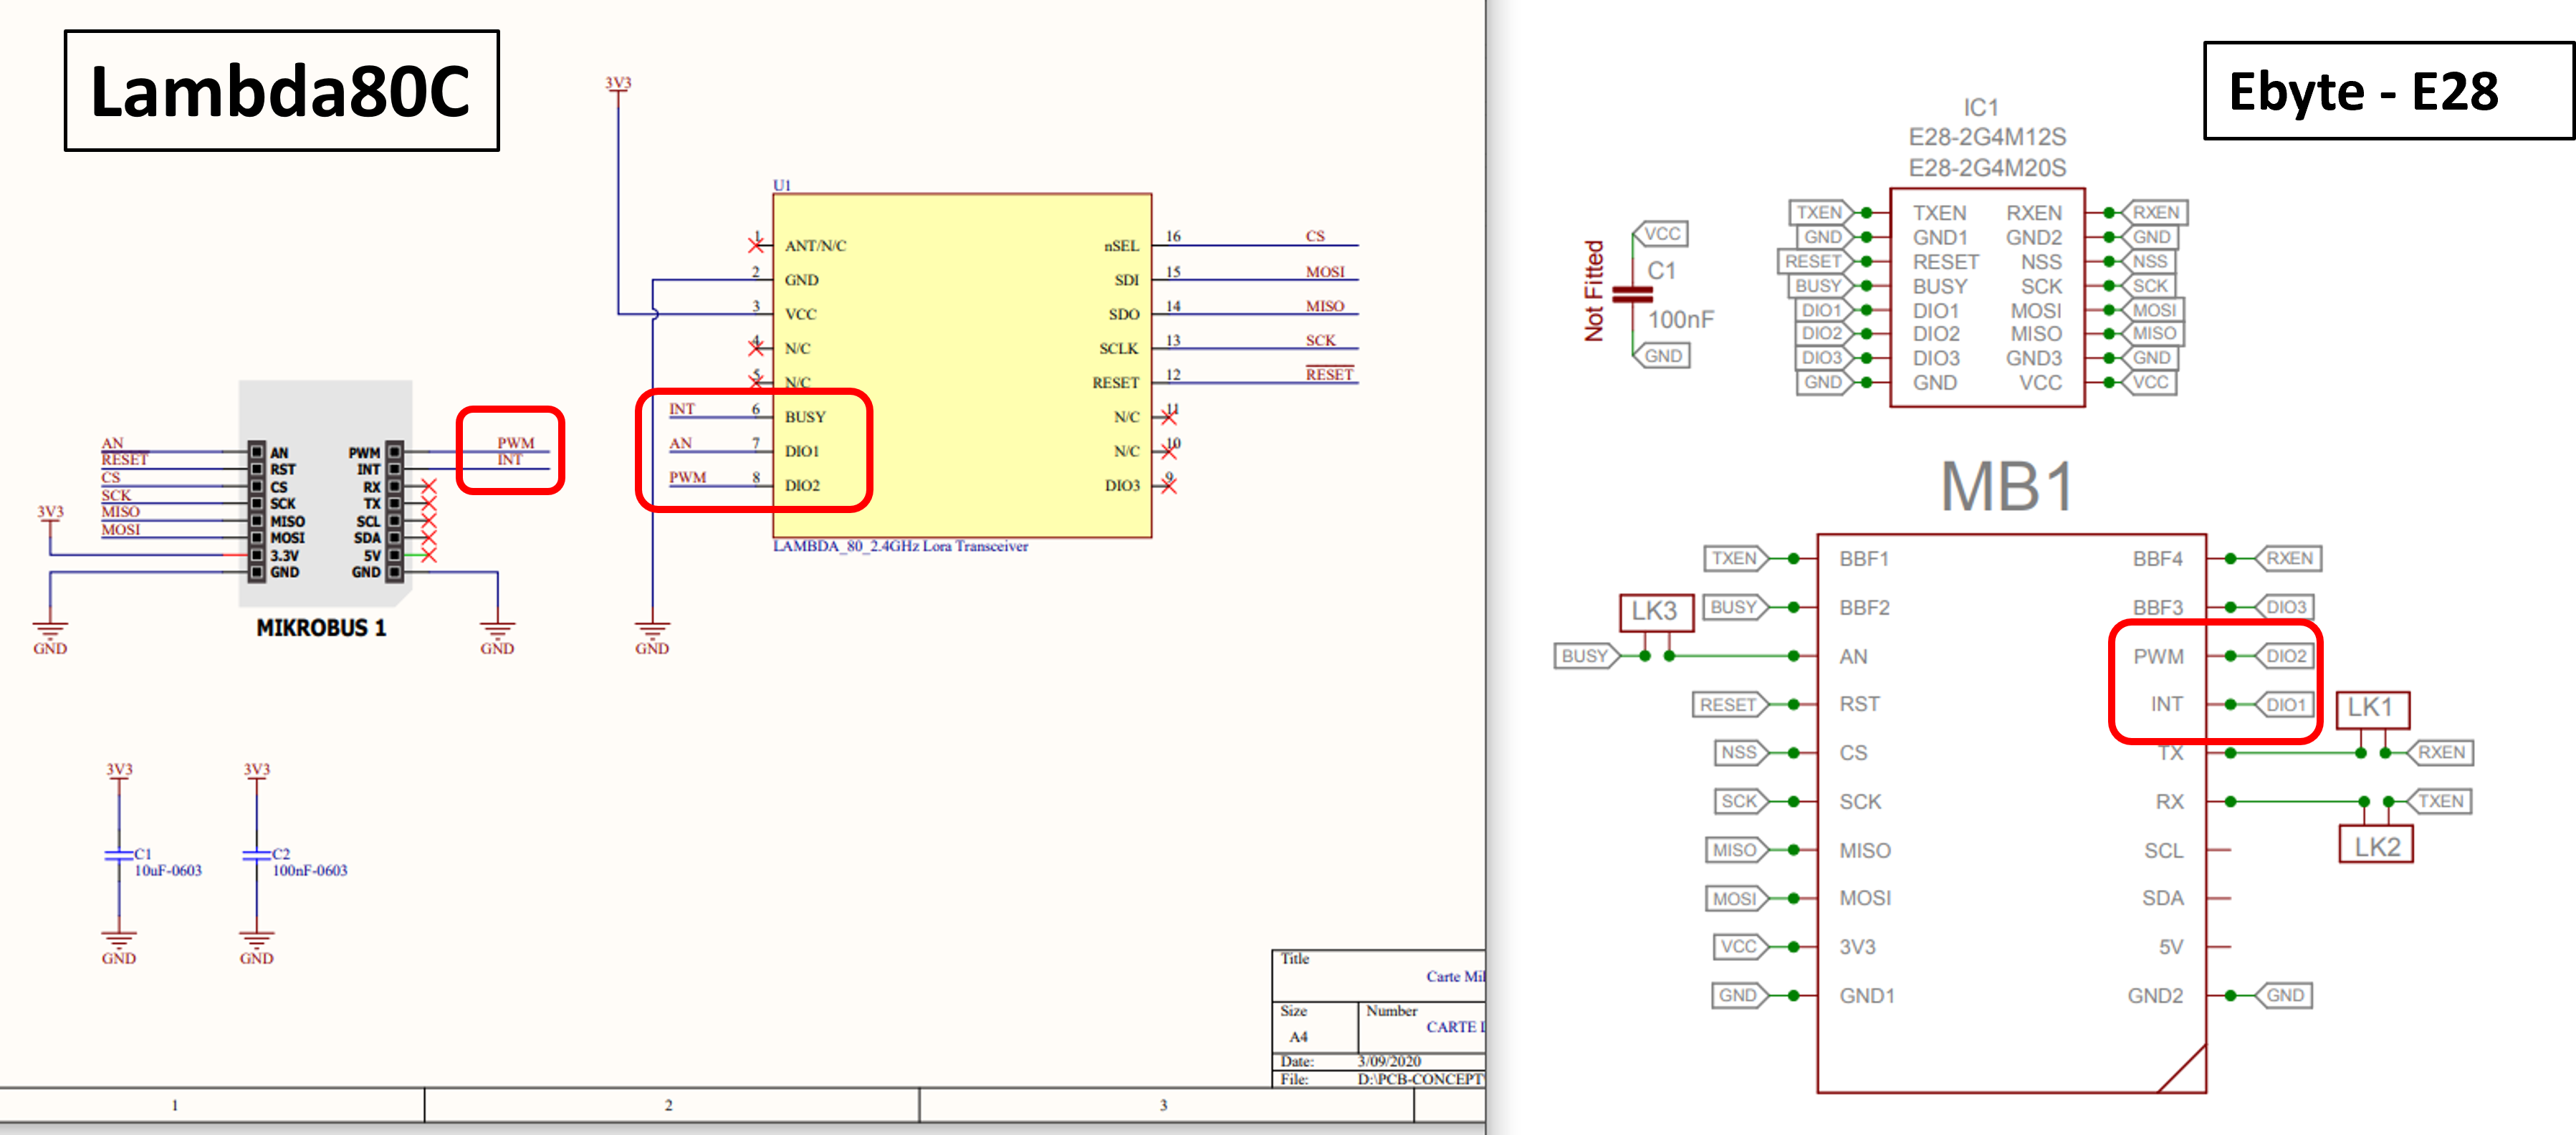 Lambda80C
3V3
U1
1 ANT/N/C
2 GND
3 VCC
4 N/C
5 N/C
INT 6 BUSY
AN 7 DIO1
PWM 8 DIO2
nSEL 16 CS
SDI 15 MOSI
SDO 14 MISO
SCLK 13 SCK
RESET 12 RESET
N/C 11
N/C 10
DIO3 9
LAMBDA_80_2.4GHz Lora Transceiver
GND
AN AN PWM PWM
RESET RST INT INT
CS CS RX
SCK SCK TX
MISO MISO SCL
MOSI MOSI SDA
3V3 3.3V 5V
GND GND
MIKROBUS 1
GND GND
3V3 3V3
C1 C2
10uF-0603 100nF-0603
GND GND
Title
Carte Mil
Size Number
A4 CARTE
Date: 3/09/2020
File: D:\PCB-CONCEPT
1 2 3
Ebyte - E28
IC1
E28-2G4M12S
E28-2G4M20S
TXEN TXEN RXEN RXEN
GND GND1 GND2 GND
RESET RESET NSS NSS
BUSY BUSY SCK SCK
DIO1 DIO1 MOSI MOSI
DIO2 DIO2 MISO MISO
DIO3 DIO3 GND3 GND
GND GND VCC VCC
VCC
Not Fitted
C1
100nF
GND
MB1
TXEN BBF1 BBF4 RXEN
BUSY BBF2 BBF3 DIO3
LK3
BUSY AN PWM DIO2
RESET RST INT DIO1
LK1
NSS CS TX RXEN
SCK SCK RX TXEN
LK2
MISO MISO SCL
MOSI MOSI SDA
VCC 3V3 5V
GND GND1 GND2 GND